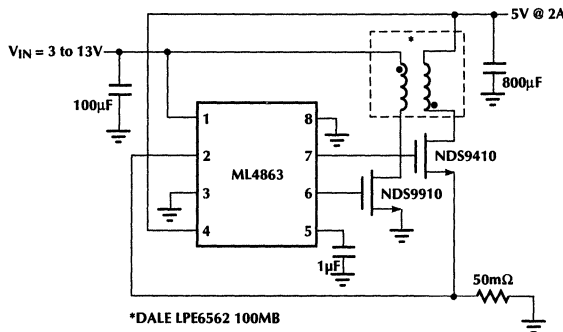 5V @ 2A
VIN = 3 to 13V
*
100µF
800µF
1
8
2
7
NDS9410
ML4863
3
6
NDS9910
4
5
1µF
50mΩ
*DALE LPE6562 100MB